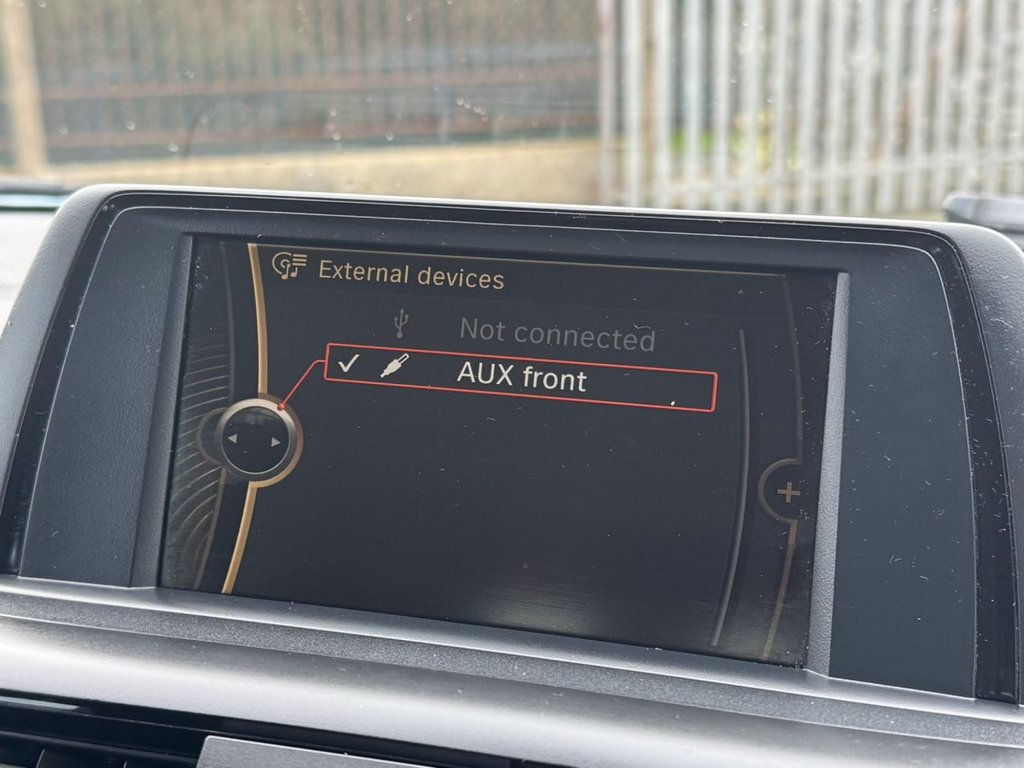 External devices
Not connected
AUX front